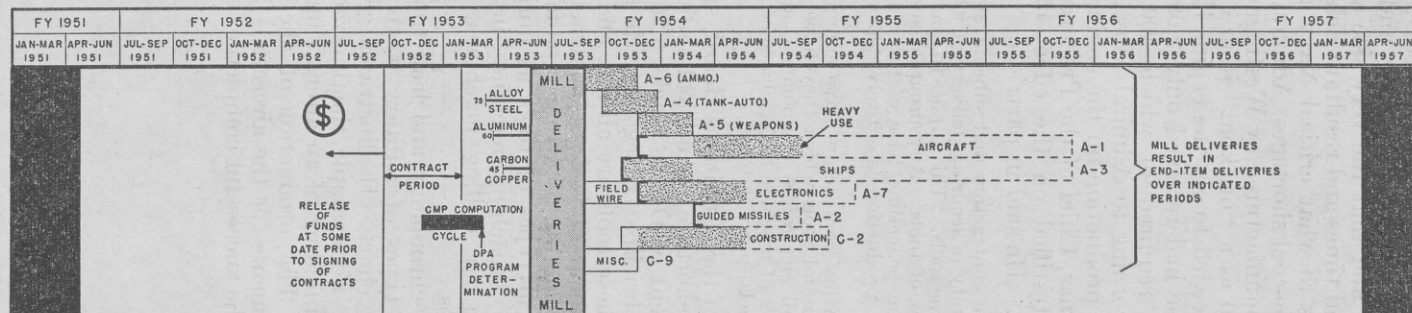 FY 1951 FY 1952 FY 1953 FY 1954 FY 1955 FY 1956 FY 1957
JAN-MAR APR-JUN JUL-SEP OCT-DEC JAN-MAR APR-JUN JUL-SEP OCT-DEC JAN-MAR APR-JUN JUL-SEP OCT-DEC JAN-MAR APR-JUN JUL-SEP OCT-DEC JAN-MAR APR-JUN JUL-SEP OCT-DEC JAN-MAR APR-JUN JUL-SEP OCT-DEC JAN-MAR APR-JUN
1951 1951 1951 1951 1952 1952 1952 1952 1953 1953 1953 1953 1954 1954 1954 1954 1955 1955 1955 1955 1956 1956 1956 1956 1957 1957
$
RELEASE
OF
FUNDS
AT SOME
DATE PRIOR
TO SIGNING
OF
CONTRACTS
CONTRACT
PERIOD
CMP COMPUTATION
CYCLE
DPA
PROGRAM
DETER-
MINATION
ALLOY
75
STEEL
ALUMINUM
60
CARBON
45
COPPER
MILL
DELIVERIES
MILL
A-6 (AMMO.)
A-4 (TANK-AUTO.)
A-5 (WEAPONS)
HEAVY
USE
AIRCRAFT A-1
SHIPS A-3
FIELD
WIRE
ELECTRONICS A-7
GUIDED MISSILES A-2
CONSTRUCTION C-2
MISC. C-9
MILL DELIVERIES
RESULT IN
END-ITEM DELIVERIES
OVER INDICATED
PERIODS